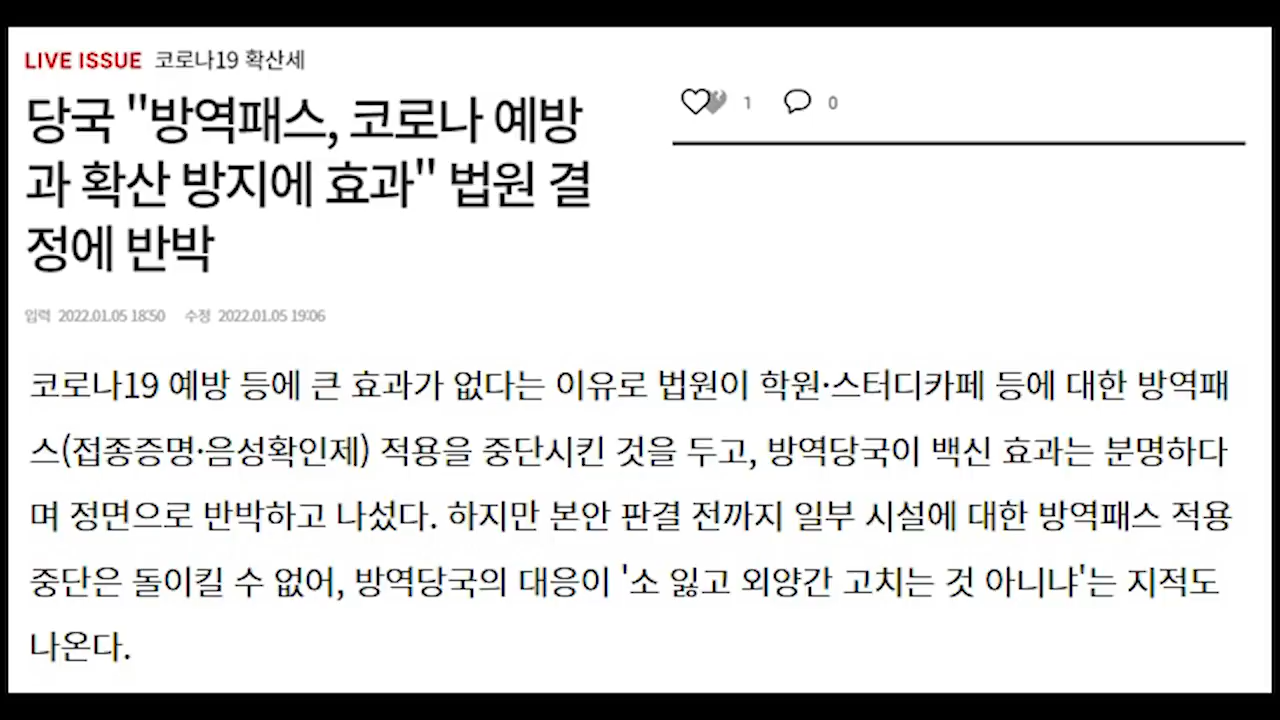 LIVE ISSUE 코로나19 확산세
당국 "방역패스, 코로나 예방
과 확산 방지에 효과" 법원 결
정에 반박
1 0
입력 2022.01.05 18:50 수정 2022.01.05 19:06
코로나19 예방 등에 큰 효과가 없다는 이유로 법원이 학원·스터디카페 등에 대한 방역패
스(접종증명·음성확인제) 적용을 중단시킨 것을 두고, 방역당국이 백신 효과는 분명하다
며 정면으로 반박하고 나섰다. 하지만 본안 판결 전까지 일부 시설에 대한 방역패스 적용
중단은 돌이킬 수 없어, 방역당국의 대응이 '소 잃고 외양간 고치는 것 아니냐'는 지적도
나온다.